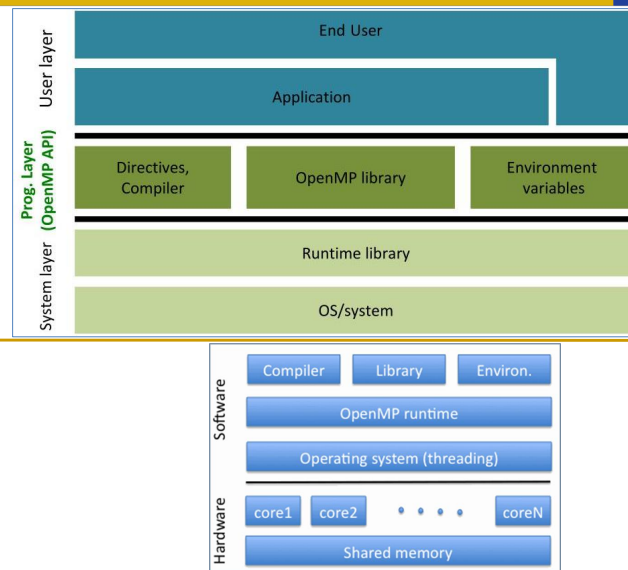 User layer
End User
Application
Prog. Layer
(OpenMP API)
Directives,
Compiler
OpenMP library
Environment
variables
System layer
Runtime library
OS/system
Software
Compiler
Library
Environ.
OpenMP runtime
Operating system (threading)
Hardware
core1
core2
coreN
Shared memory